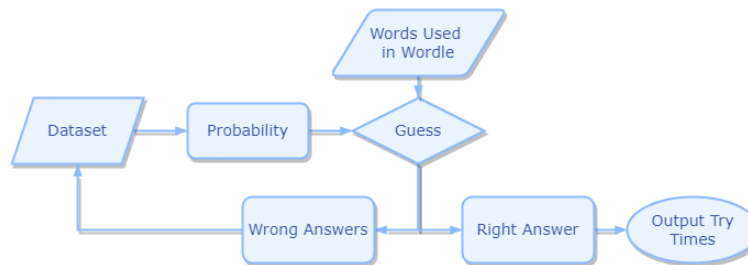 Words Used
in Wordle
Dataset
Probability
Guess
Wrong Answers
Right Answer
Output Try
Times